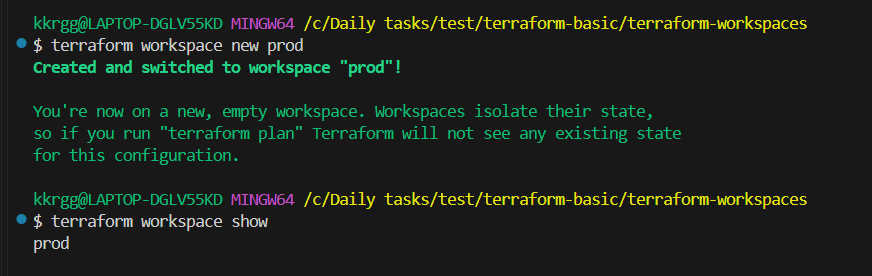 kkrgg@LAPTOP-DGLV55KD MINGW64 /c/Daily tasks/test/terraform-basic/terraform-workspaces
$ terraform workspace new prod
Created and switched to workspace "prod"!
You're now on a new, empty workspace. Workspaces isolate their state,
so if you run "terraform plan" Terraform will not see any existing state
for this configuration.
kkrgg@LAPTOP-DGLV55KD MINGW64 /c/Daily tasks/test/terraform-basic/terraform-workspaces
$ terraform workspace show
prod